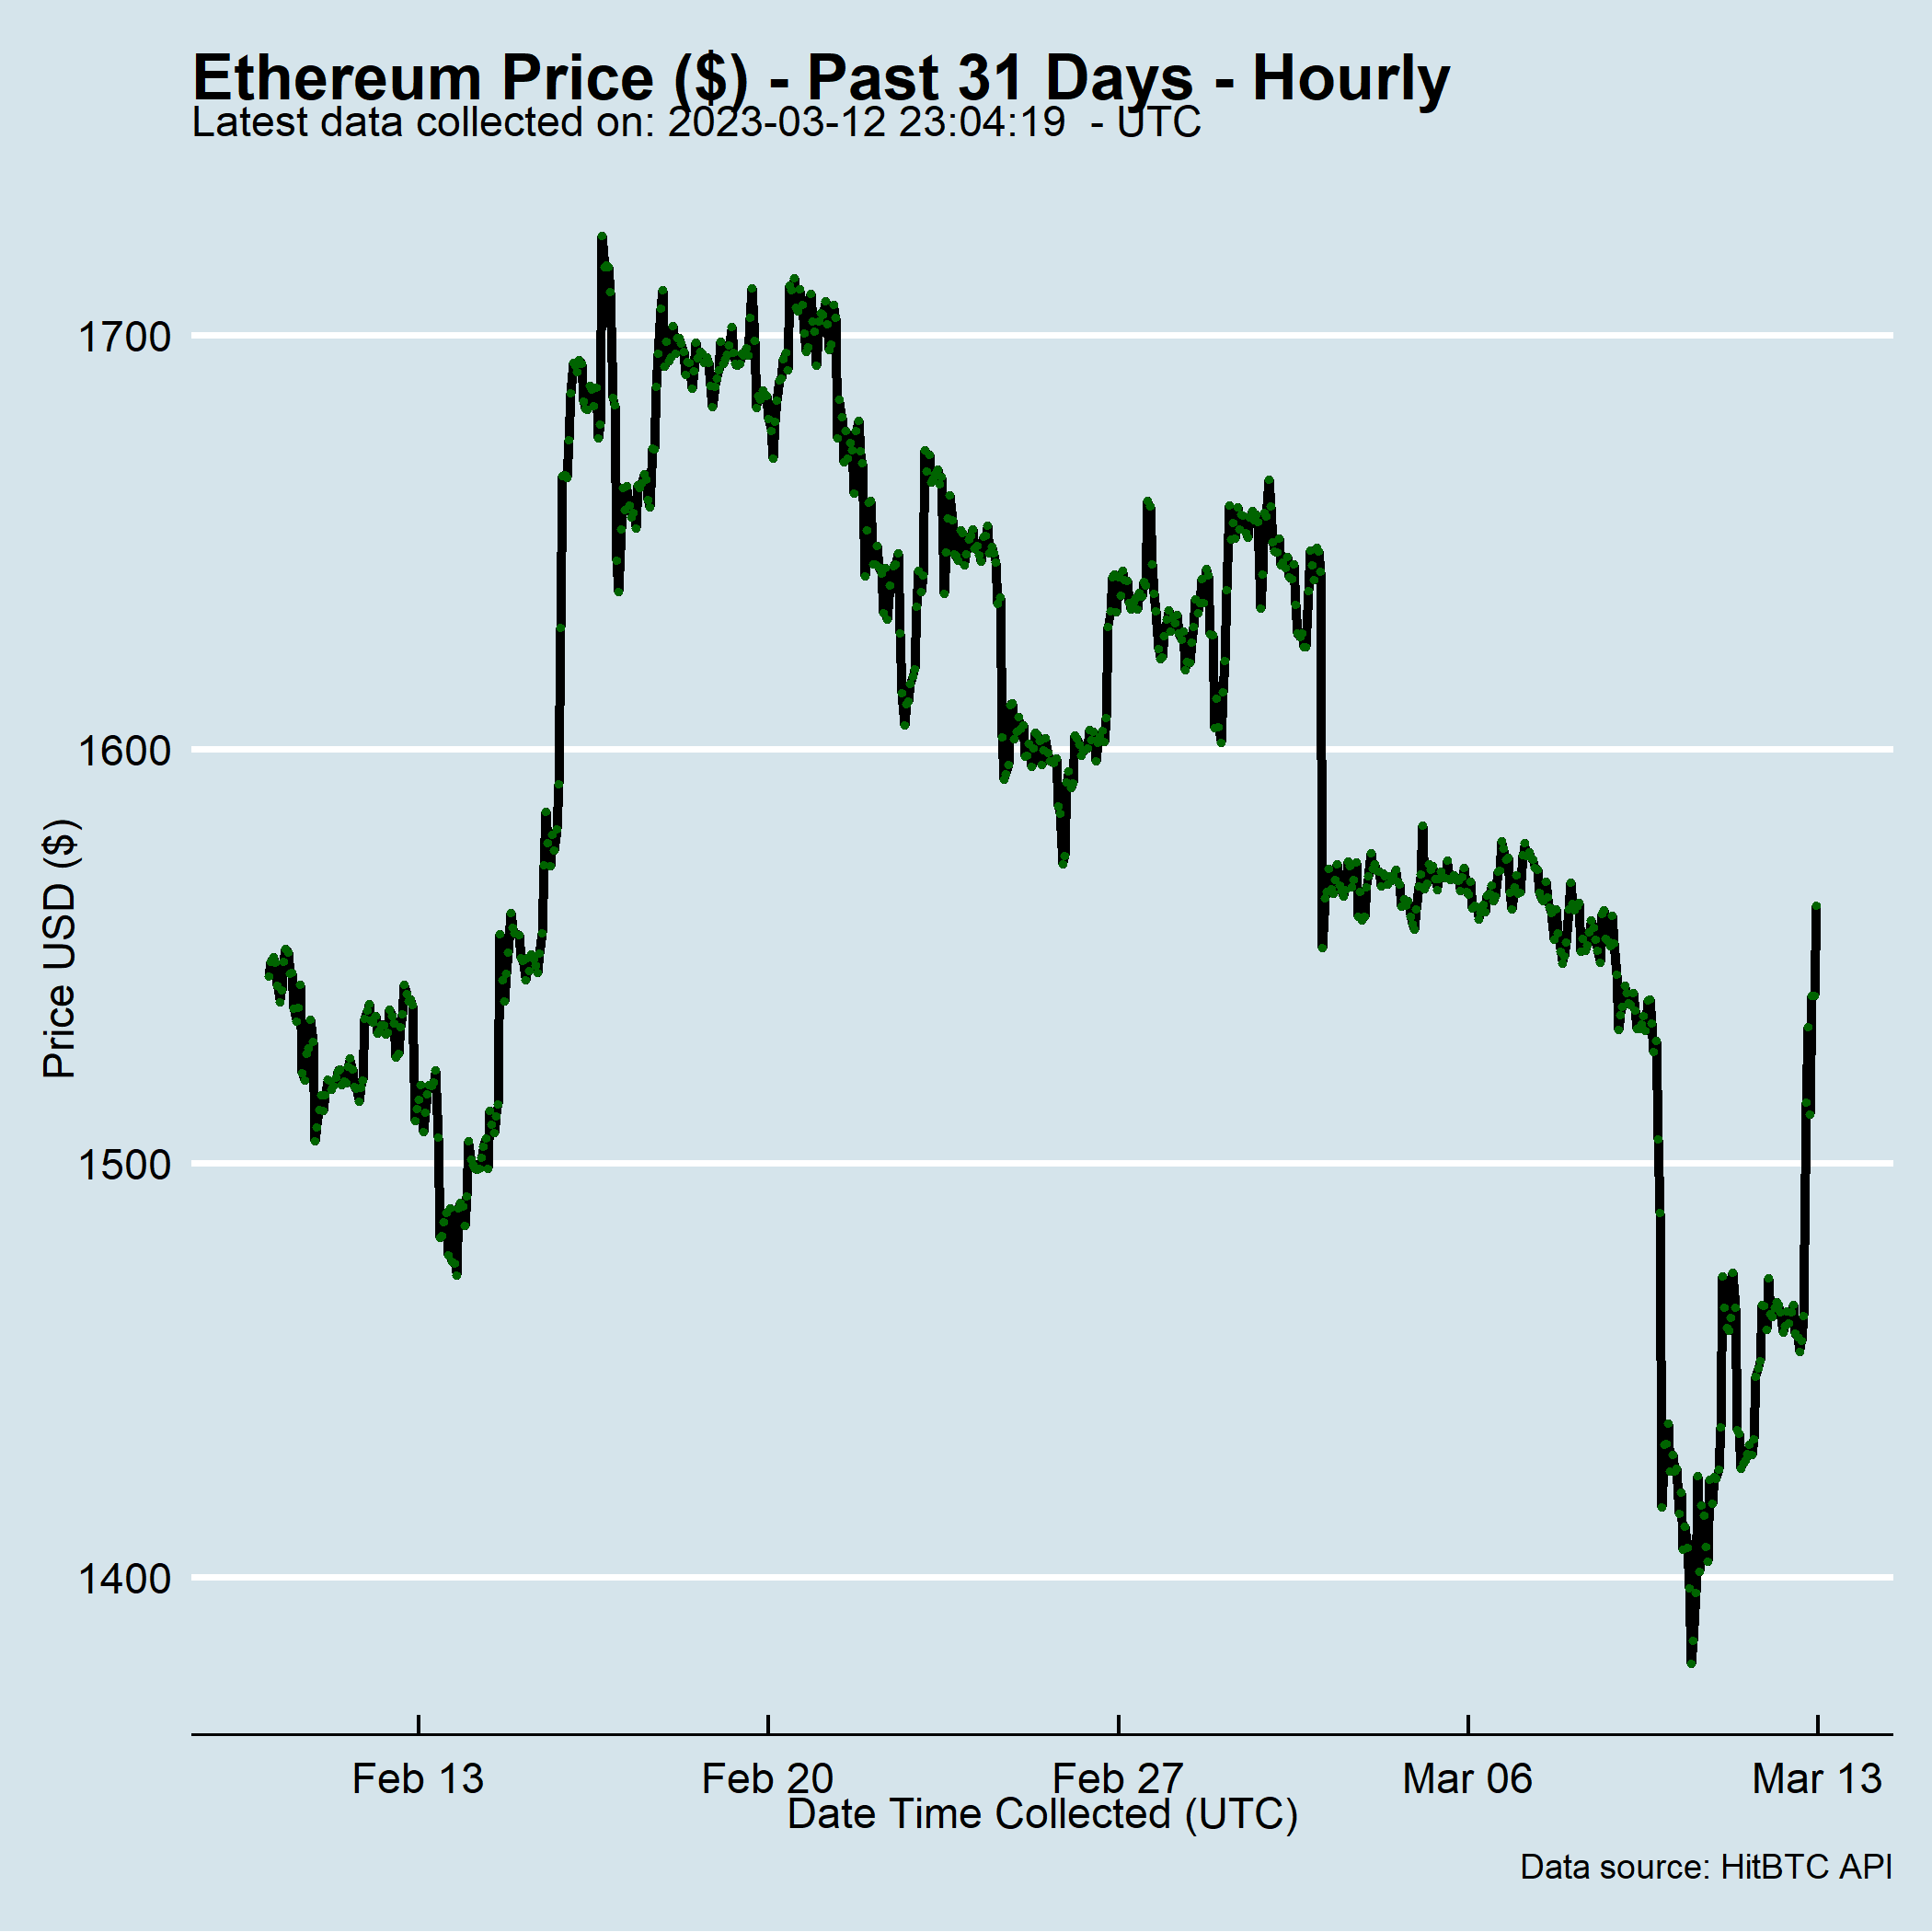 Ethereum Price ($) - Past 31 Days - Hourly
Latest data collected on: 2023-03-12 23:04:19  - UTC
Price USD ($)
1700
1600
1500
1400
Feb 13
Feb 20
Feb 27
Mar 06
Mar 13
Date Time Collected (UTC)
Data source: HitBTC API